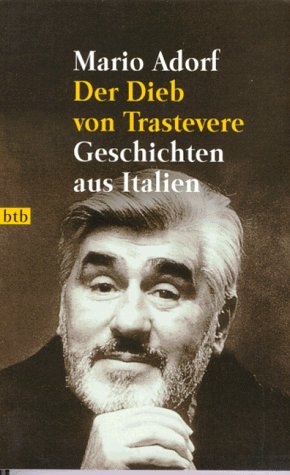 Mario Adorf
Der Dieb
von Trastevere
Geschichten
aus Italien
btb